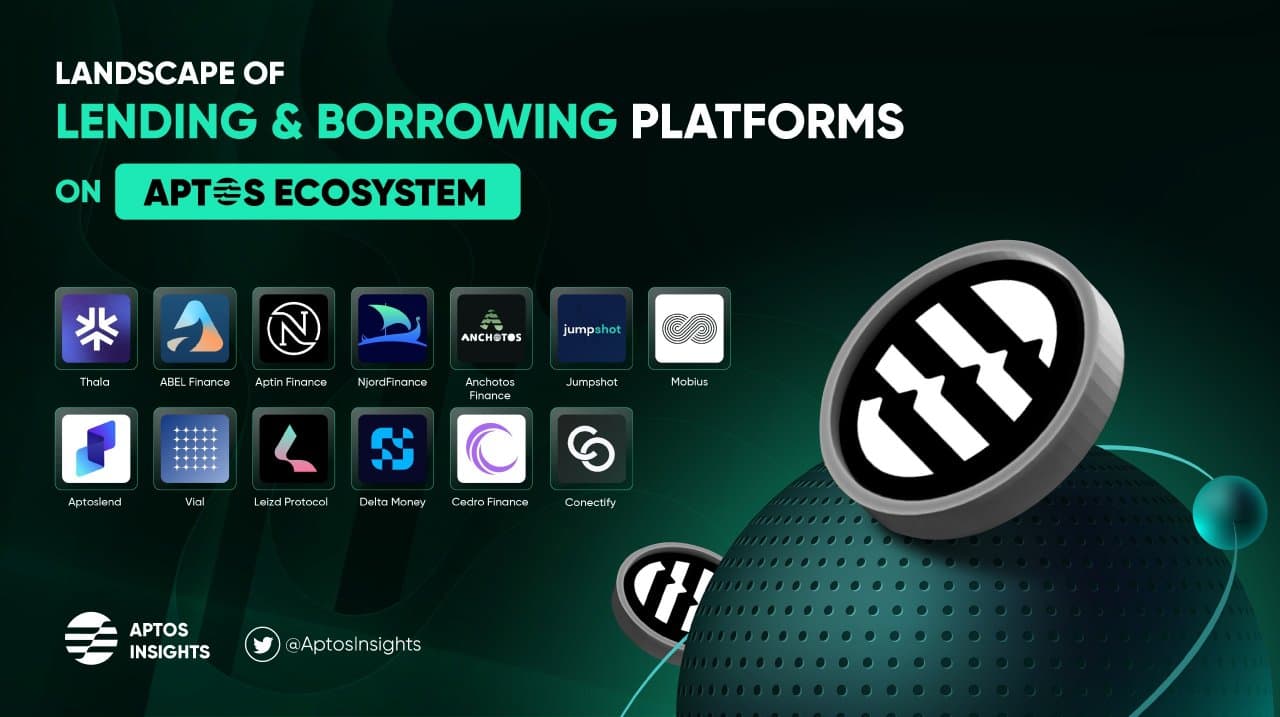 LANDSCAPE OF
LENDING & BORROWING PLATFORMS
ON APTOS ECOSYSTEM
N ANCHOTOS jumpshot
Thala ABEL Finance Aptin Finance NjordFinance Anchotos Finance Jumpshot Mobius
Aptoslend Vial Leizd Protocol Delta Money Cedro Finance Conectify
APTOS
INSIGHTS
@AptosInsights